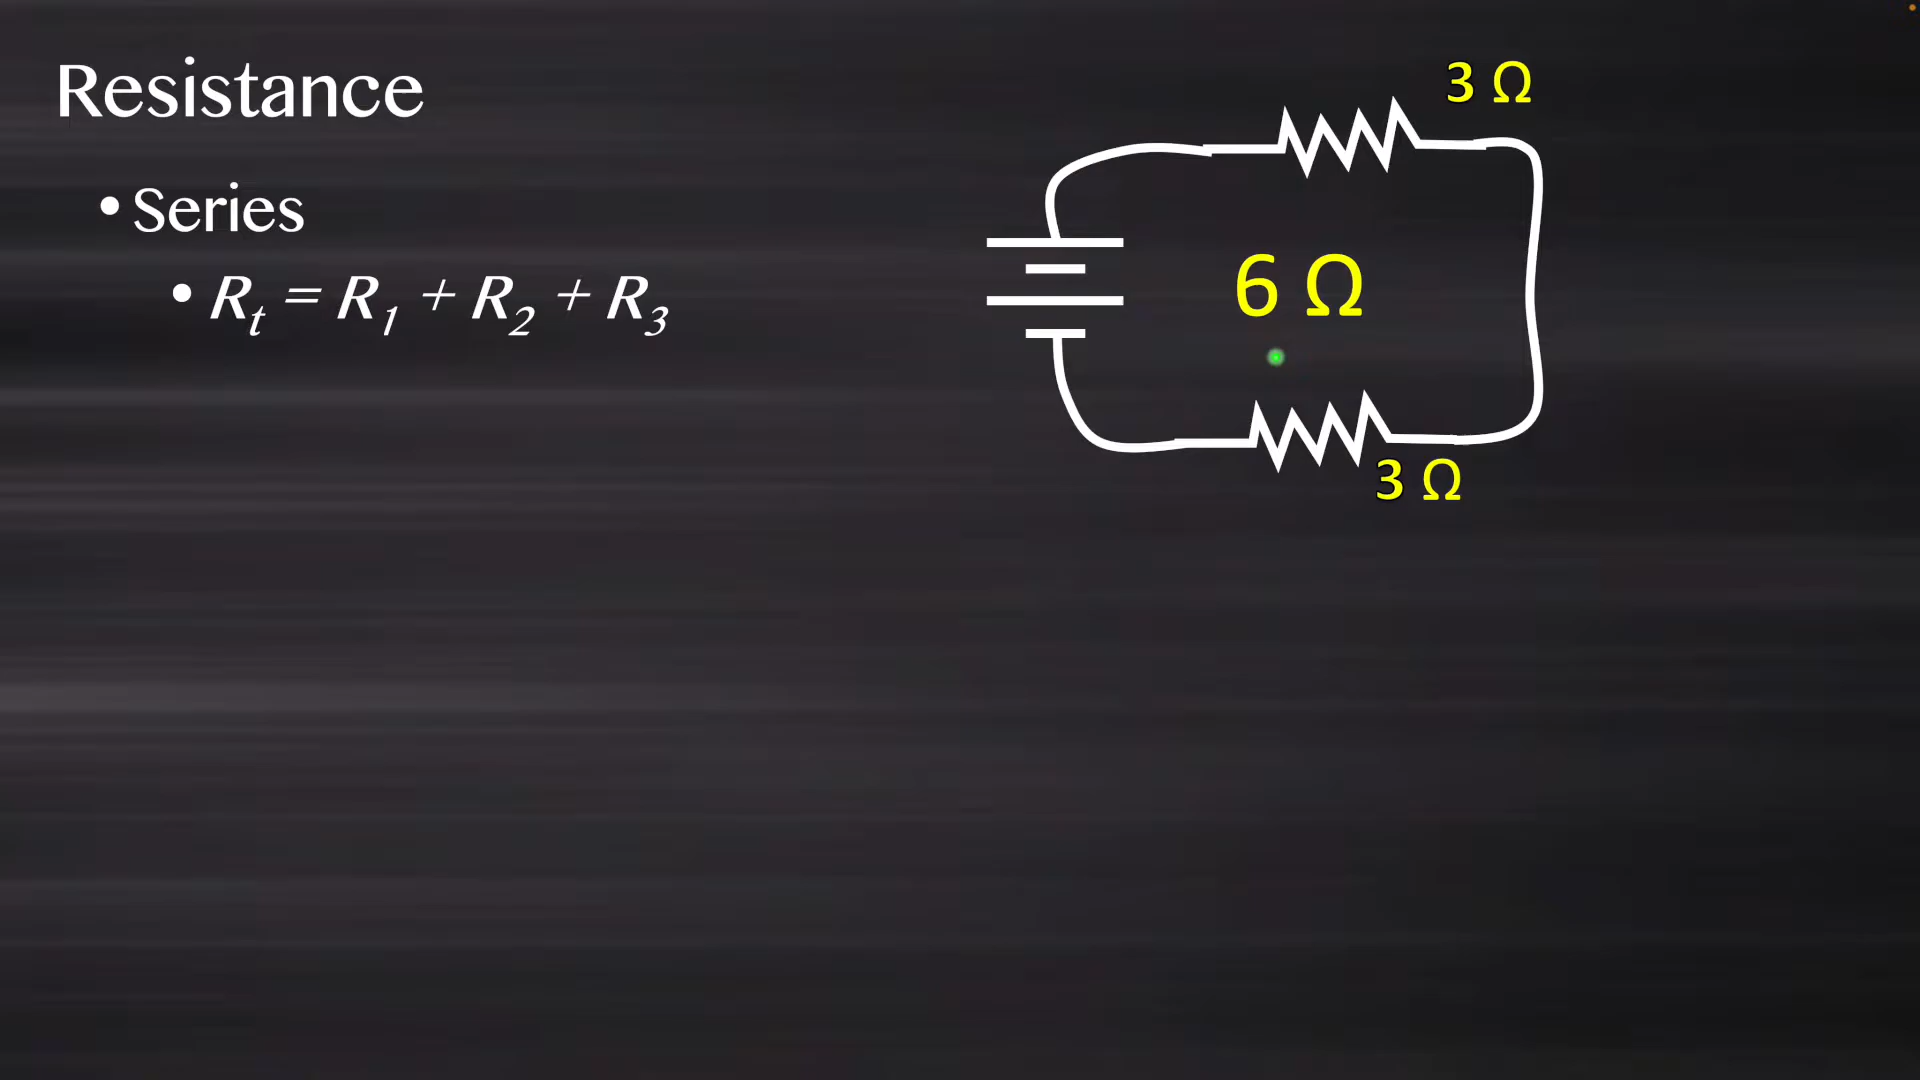 Resistance
• Series
• Rₜ = R₁ + R₂ + R₃
3 Ω
6 Ω
3 Ω